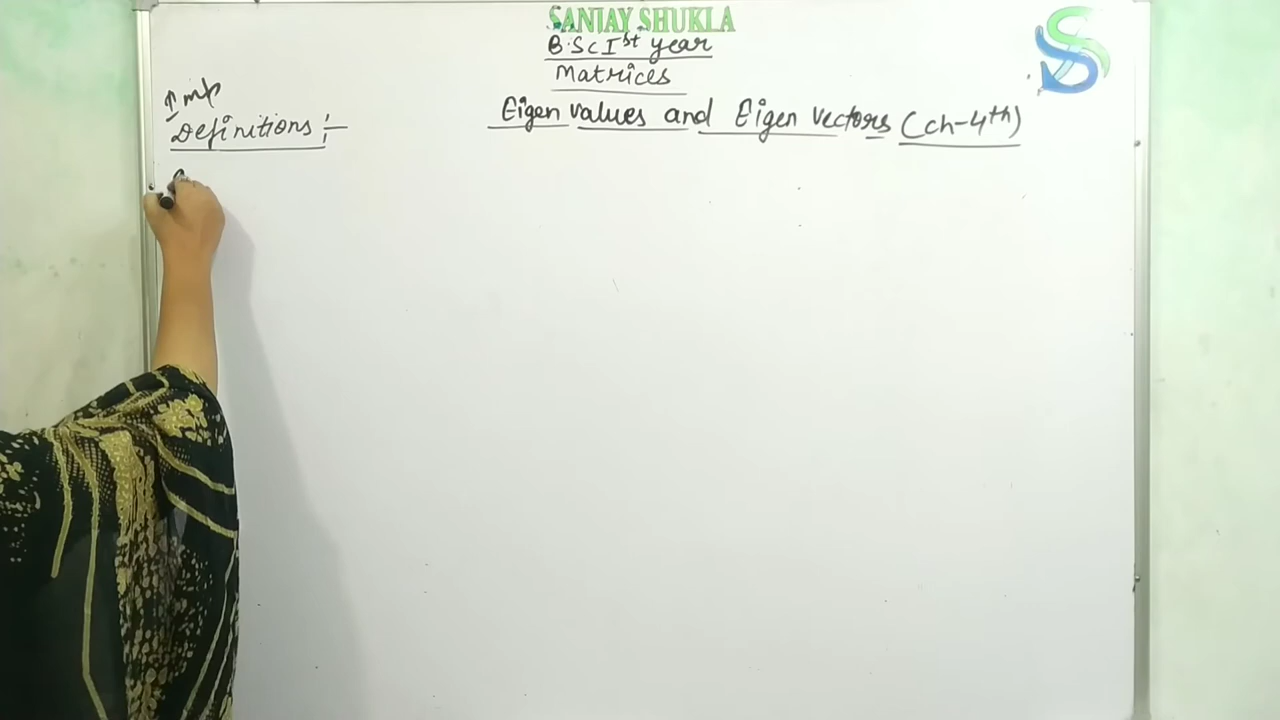 SANJAY SHUKLA
B.Sc Ist year
Matrices
Eigen values and Eigen vectors (ch-4th)
Imp
Definitions :-